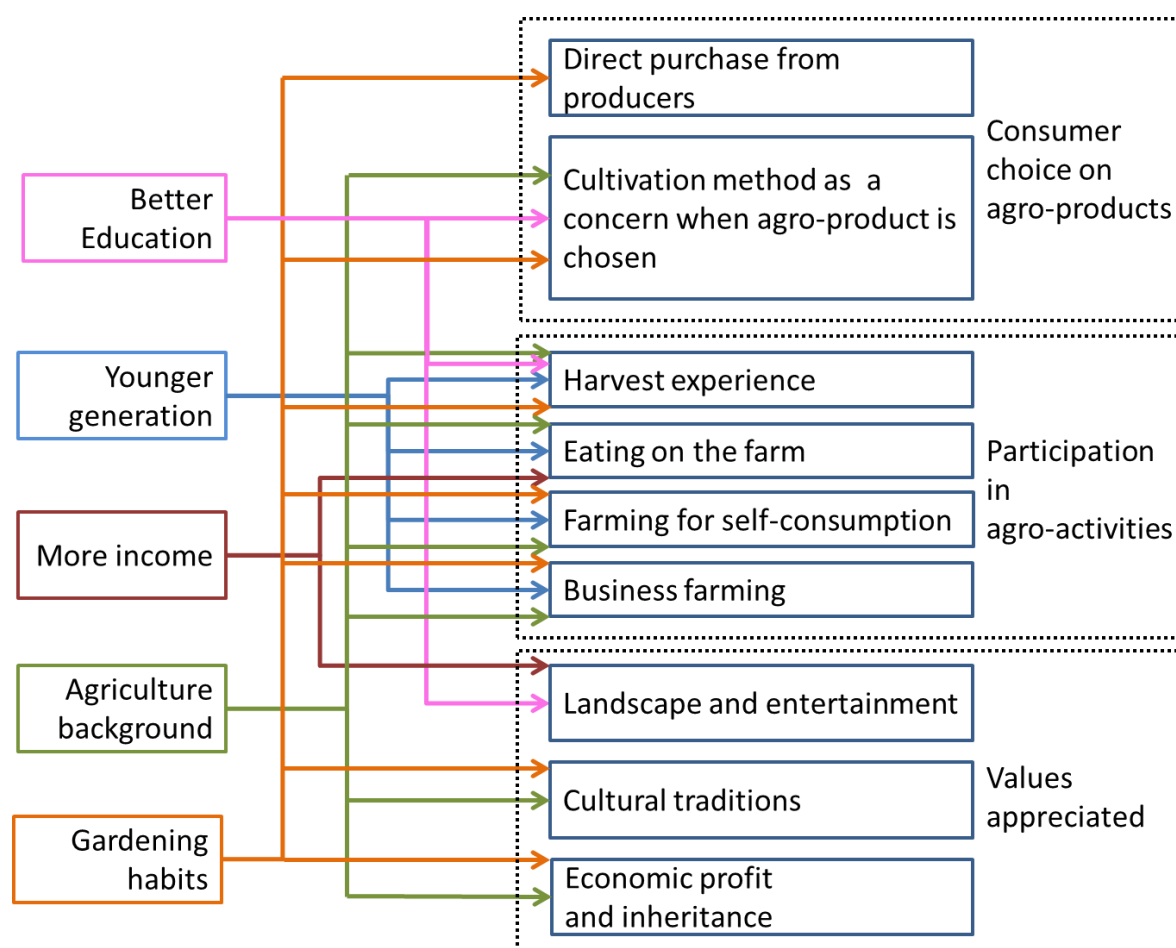 Better
Education
Younger
generation
More income
Agriculture
background
Gardening
habits
Direct purchase from
producers
Cultivation method as  a
concern when agro-product is
chosen
Consumer
choice on
agro-products
Harvest experience
Eating on the farm
Farming for self-consumption
Business farming
Participation
in
agro-activities
Landscape and entertainment
Cultural traditions
Economic profit
and inheritance
Values
appreciated